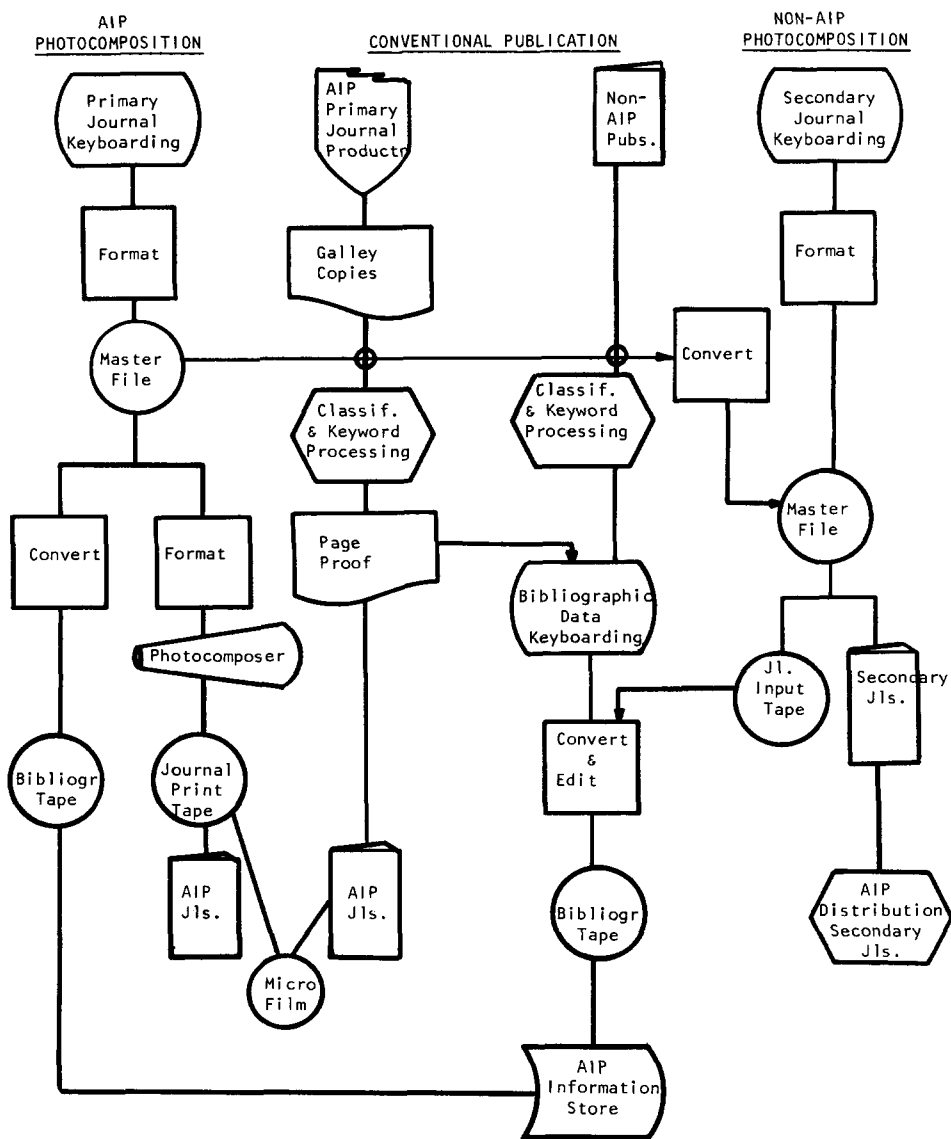 AIP
PHOTOCOMPOSITION
CONVENTIONAL PUBLICATION
NON-AIP
PHOTOCOMPOSITION
Primary
Journal
Keyboarding
AIP
Primary
Journal
Productn
Non-
AIP
Pubs.
Secondary
Journal
Keyboarding
Format
Galley
Copies
Format
Master
File
Convert
Classif.
& Keyword
Processing
Classif.
& Keyword
Processing
Master
File
Convert
Format
Page
Proof
Bibliographic
Data
Keyboarding
Photocomposer
Jl.
Input
Tape
Secondary
Jls.
Bibliogr
Tape
Journal
Print
Tape
Convert
&
Edit
AIP
Jls.
AIP
Jls.
Bibliogr
Tape
AIP
Distribution
Secondary
Jls.
Micro
Film
AIP
Information
Store